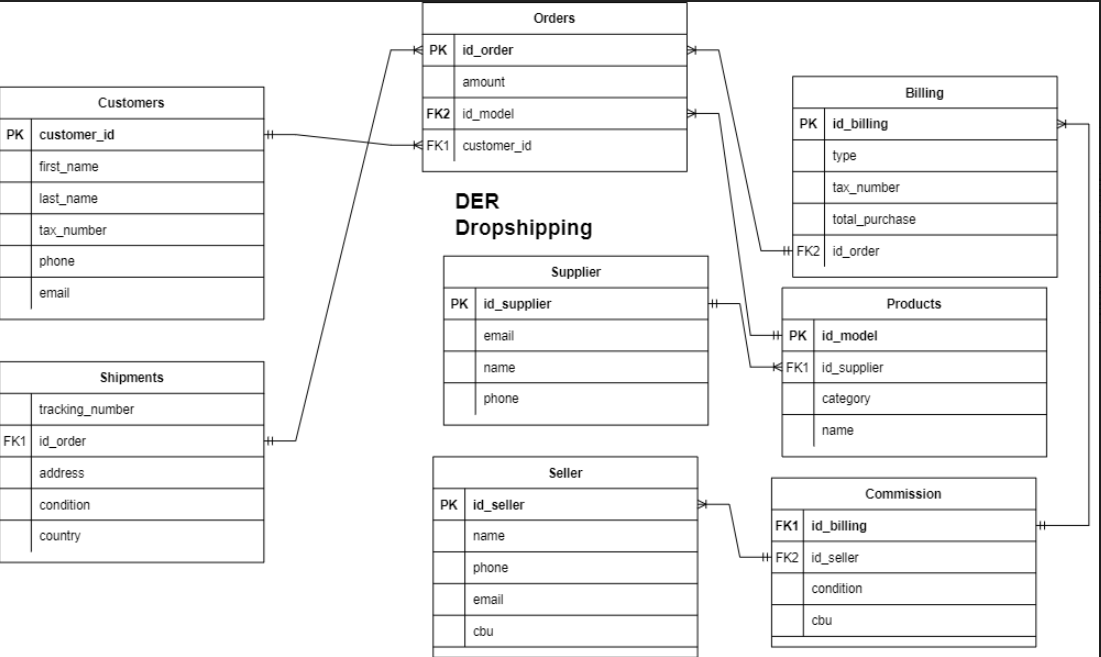 Orders
PK id_order
amount
FK2 id_model
FK1 customer_id
Customers
PK customer_id
first_name
last_name
tax_number
phone
email
Billing
PK id_billing
type
tax_number
total_purchase
FK2 id_order
DER
Dropshipping
Supplier
PK id_supplier
email
name
phone
Products
PK id_model
FK1 id_supplier
category
name
Shipments
tracking_number
FK1 id_order
address
condition
country
Seller
PK id_seller
name
phone
email
cbu
Commission
FK1 id_billing
FK2 id_seller
condition
cbu